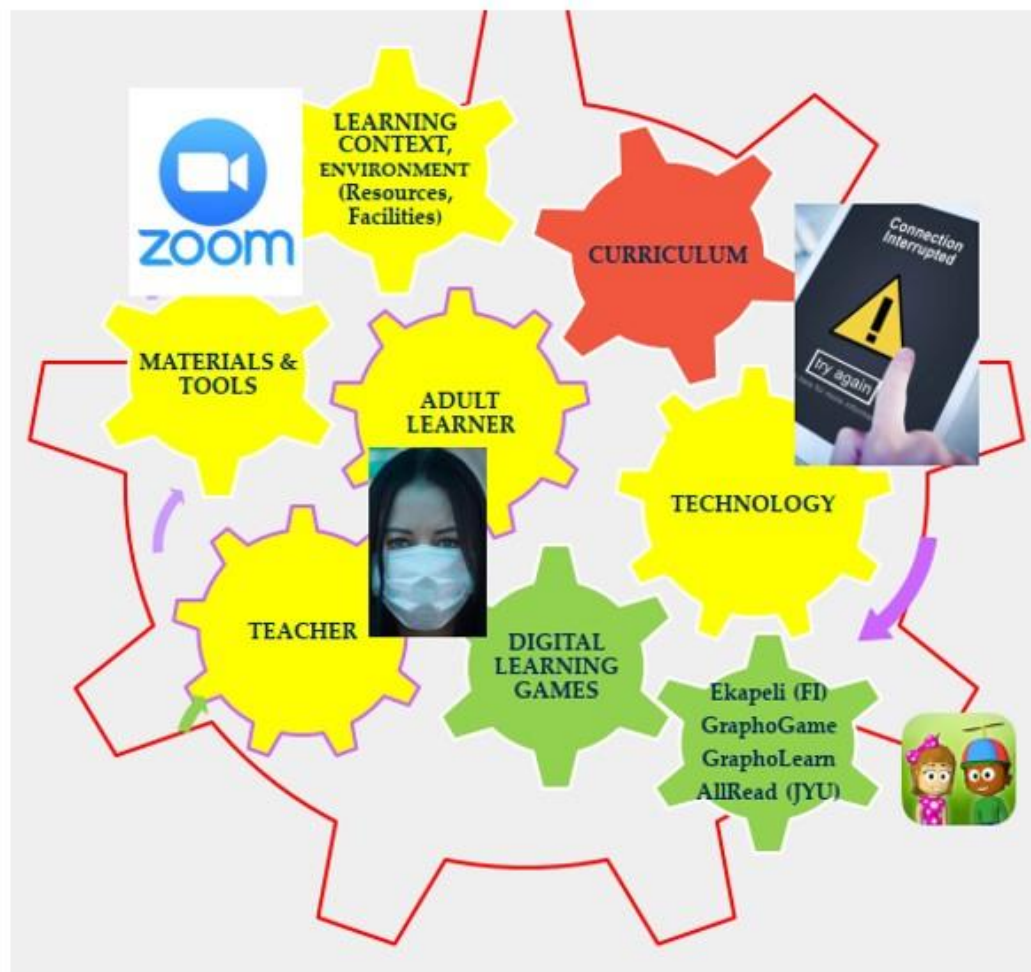 LEARNING
CONTEXT,
ENVIRONMENT
(Resources,
Facilities)
zoom
CURRICULUM
Connection
Interrupted
!
try again
MATERIALS &
TOOLS
ADULT
LEARNER
TECHNOLOGY
TEACHER
DIGITAL
LEARNING
GAMES
Ekapeli (FI)
GraphoGame
GraphoLearn
AllRead (JYU)